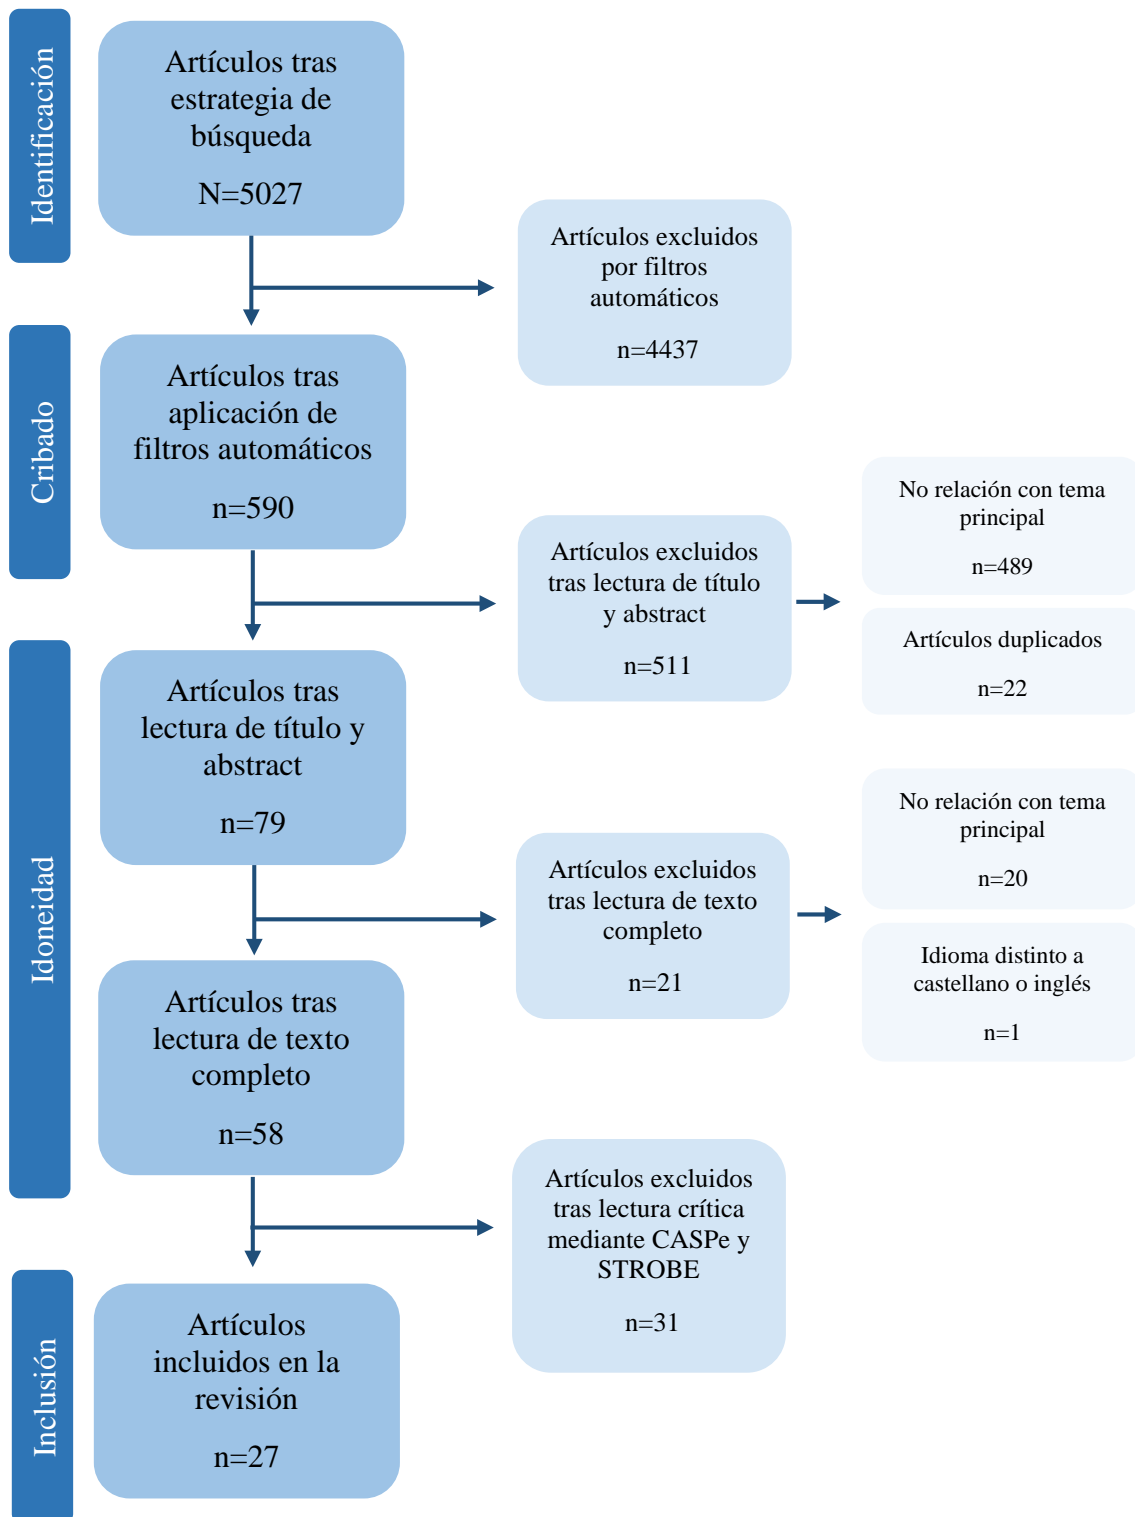 Identificación
Artículos tras
estrategia de
búsqueda
N=5027
Artículos excluidos
por filtros
automáticos
n=4437
Cribado
Artículos tras
aplicación de
filtros automáticos
n=590
Artículos excluidos
tras lectura de título
y abstract
n=511
No relación con tema
principal
n=489
Artículos duplicados
n=22
Idoneidad
Artículos tras
lectura de título y
abstract
n=79
Artículos excluidos
tras lectura de texto
completo
n=21
No relación con tema
principal
n=20
Idioma distinto a
castellano o inglés
n=1
Artículos tras
lectura de texto
completo
n=58
Artículos excluidos
tras lectura crítica
mediante CASPe y
STROBE
n=31
Inclusión
Artículos
incluidos en la
revisión
n=27